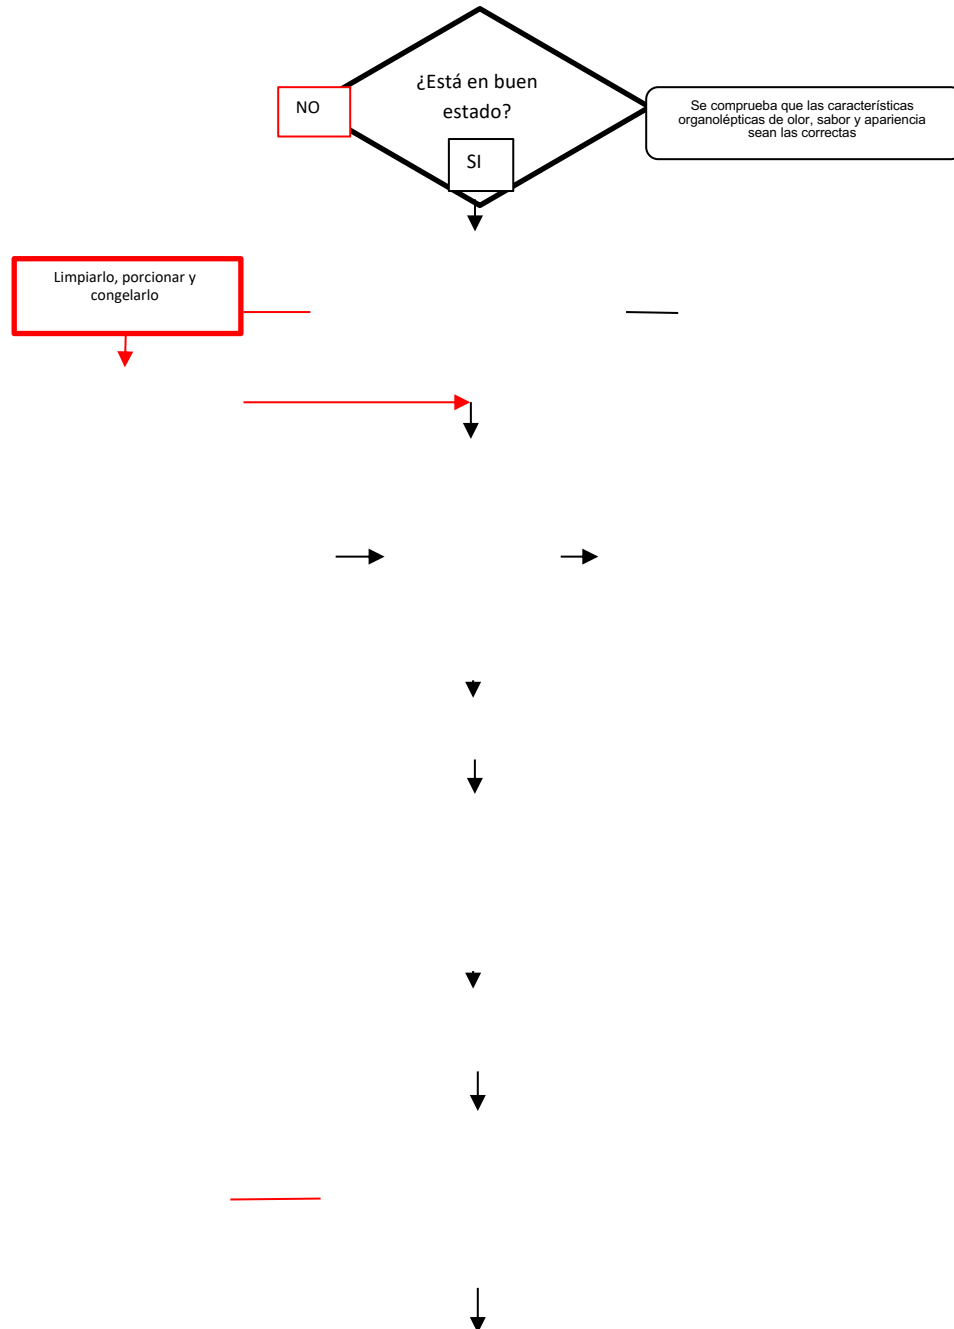 ¿Está en buen
estado?
NO
SI
Se comprueba que las características
organolépticas de olor, sabor y apariencia
sean las correctas
Limpiarlo, porcionar y
congelarlo